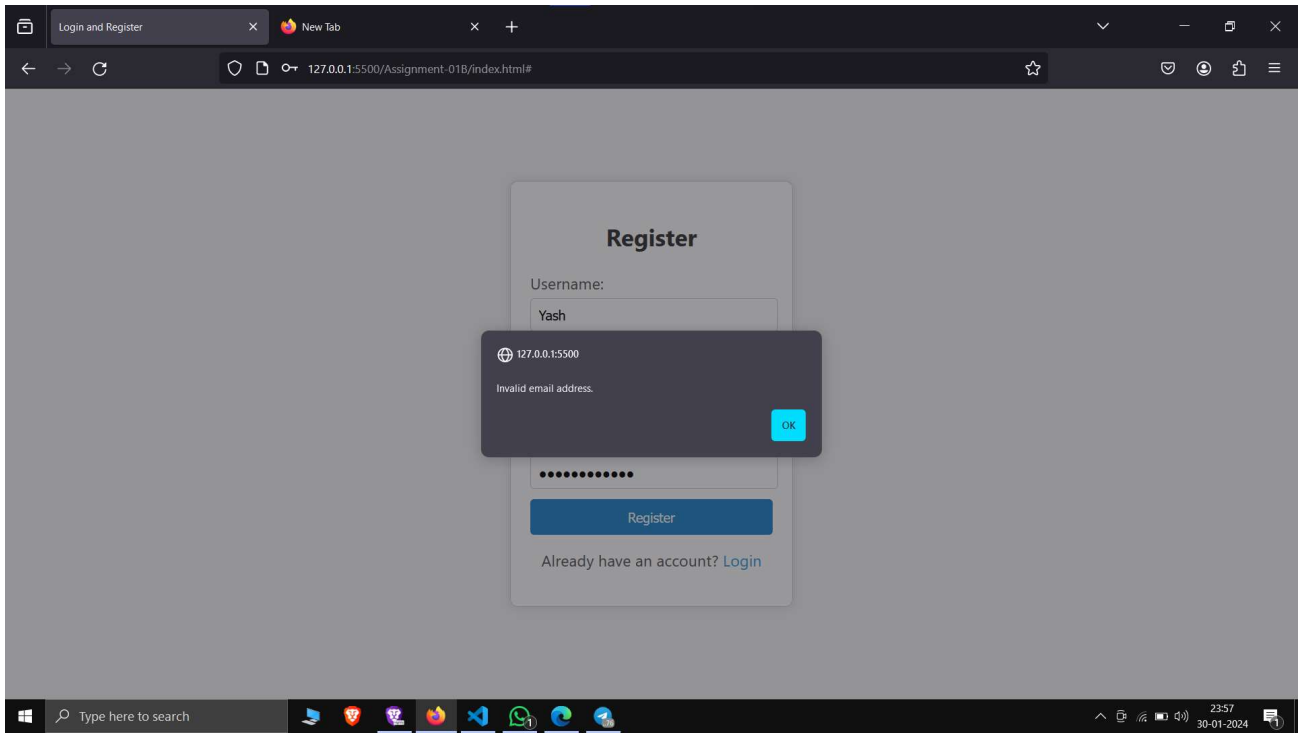 Login and Register
New Tab
127.0.0.1:5500/Assignment-01B/index.html#
Register
Username:
Yash
127.0.0.1:5500
Invalid email address.
OK
••••••••••••
Register
Already have an account? Login
Type here to search
1
23:57
30-01-2024
1